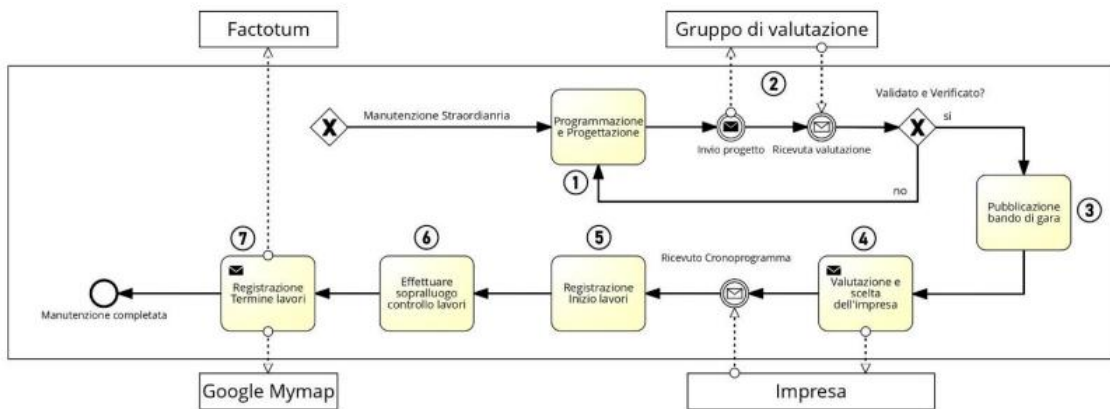 Factotum
Gruppo di valutazione
Manutenzione Straordianria
Programmazione
e Progettazione
1
2
Invio progetto
Ricevuta valutazione
Validato e Verificato?
si
no
Pubblicazione
bando di gara
3
4
Valutazione e
scelta
dell'impresa
Ricevuto Cronoprogramma
5
Registrazione
Inizio lavori
6
Effettuare
sopralluogo
controllo lavori
7
Registrazione
Termine lavori
Manutenzione completata
Google Mymap
Impresa